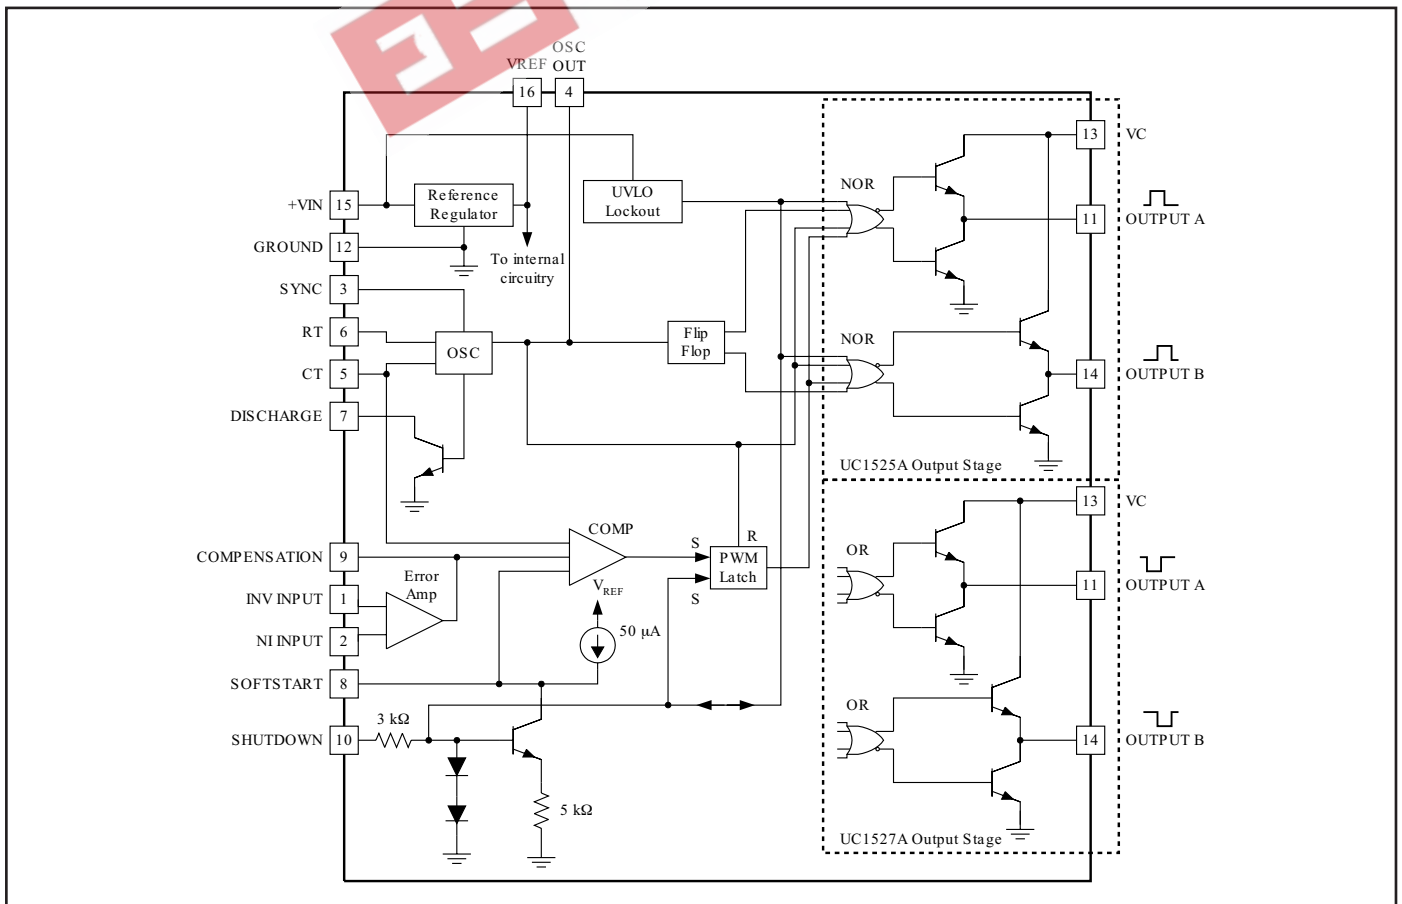 OSC
VREF OUT
16 4
13 VC
+VIN 15 Reference
Regulator
UVLO
Lockout
NOR
11 OUTPUT A
GROUND 12
To internal
circuitry
SYNC 3
RT 6
OSC
Flip
Flop
NOR
CT 5
14 OUTPUT B
DISCHARGE 7
UC1525A Output Stage
13 VC
COMP
S R
COMPENSATION 9
PWM
Latch
OR
Error
Amp
INV INPUT 1
VREF
S
11 OUTPUT A
NI INPUT 2
50 µA
SOFTSTART 8
OR
3 kΩ
SHUTDOWN 10
14 OUTPUT B
5 kΩ
UC1527A Output Stage